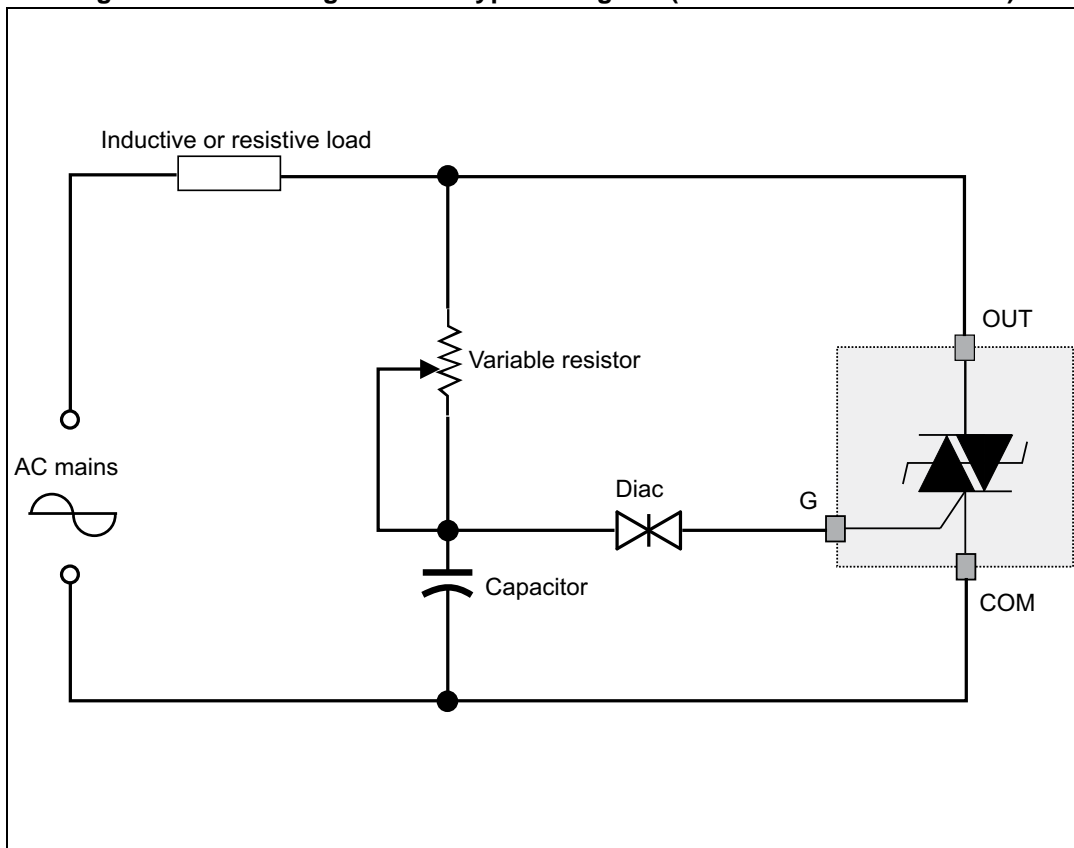 Inductive or resistive load
OUT
Variable resistor
AC mains
Diac
G
Capacitor
COM